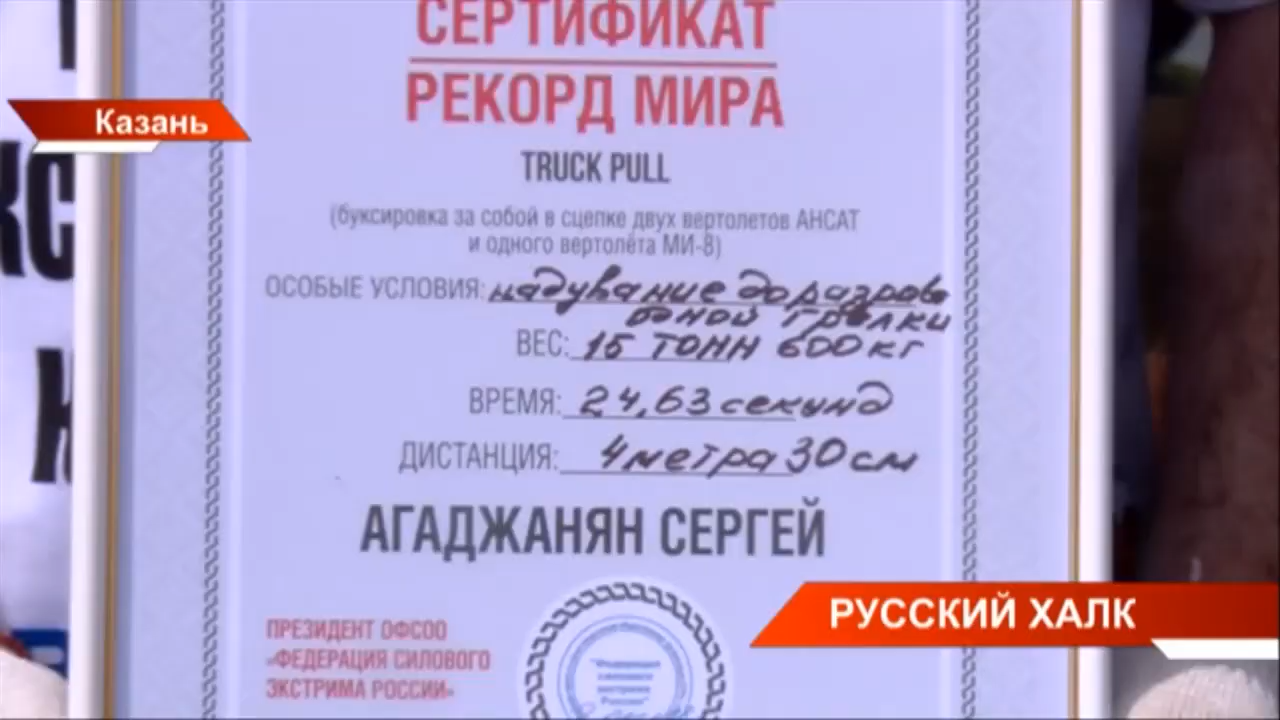 СЕРТИФИКАТ
РЕКОРД МИРА
Казань
TRUCK PULL
(буксировка за собой в сцепке двух вертолетов АНСАТ
и одного вертолёта МИ-8)
ОСОБЫЕ УСЛОВИЯ: надувание до разрыва
одной грелки
ВЕС: 15 ТОНН 600 кг
ВРЕМЯ: 24,63 секунд
ДИСТАНЦИЯ: 4 метра 30 см
АГАДЖАНЯН СЕРГЕЙ
РУССКИЙ ХАЛК
ПРЕЗИДЕНТ ОФСОО
«ФЕДЕРАЦИЯ СИЛОВОГО
ЭКСТРИМА РОССИИ»